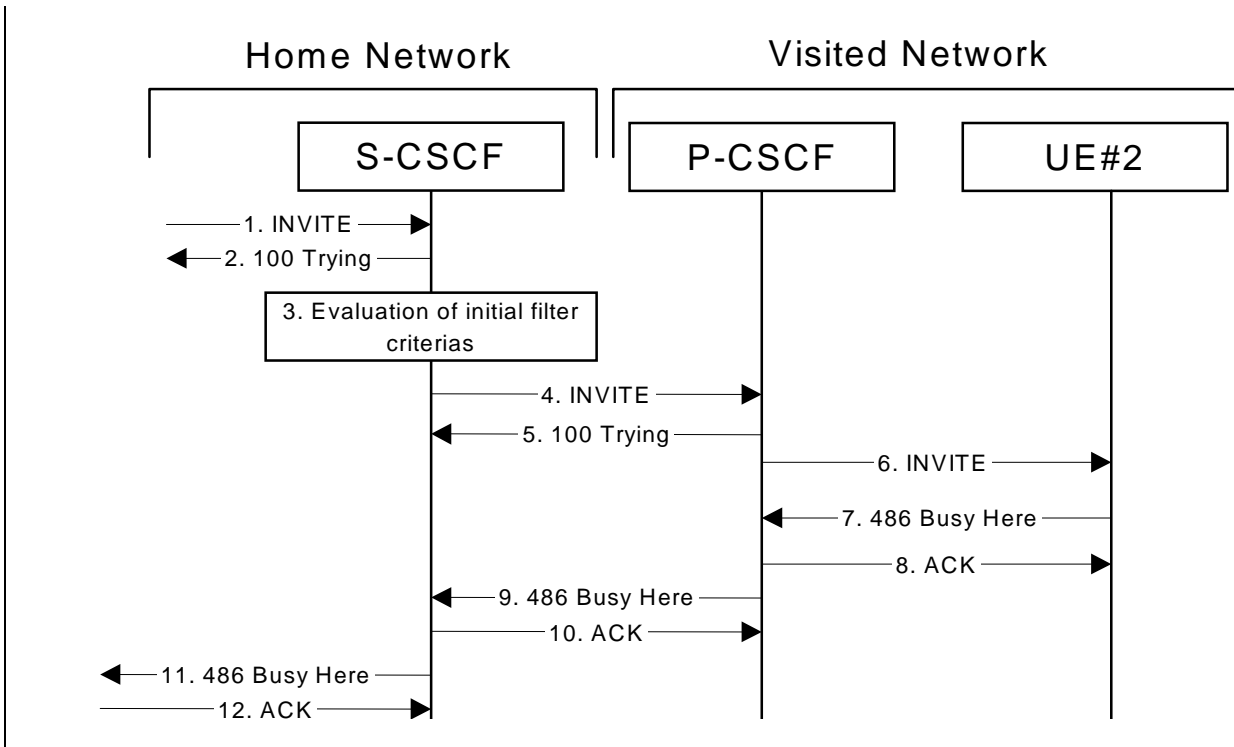 Home Network
Visited Network
S-CSCF
P-CSCF
UE#2
1. INVITE
2. 100 Trying
3. Evaluation of initial filter
criterias
4. INVITE
5. 100 Trying
6. INVITE
7. 486 Busy Here
8. ACK
9. 486 Busy Here
10. ACK
11. 486 Busy Here
12. ACK